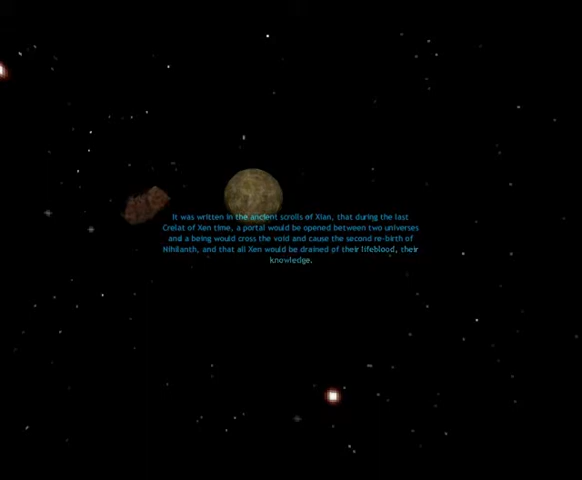 It was written in the ancient scrolls of Xian, that during the last
Crelat of Xen time, a portal would be opened between two universes
and a being would cross the void and cause the second re-birth of
Nihilanth, and that all Xen would be drained of their lifeblood, their
knowledge.